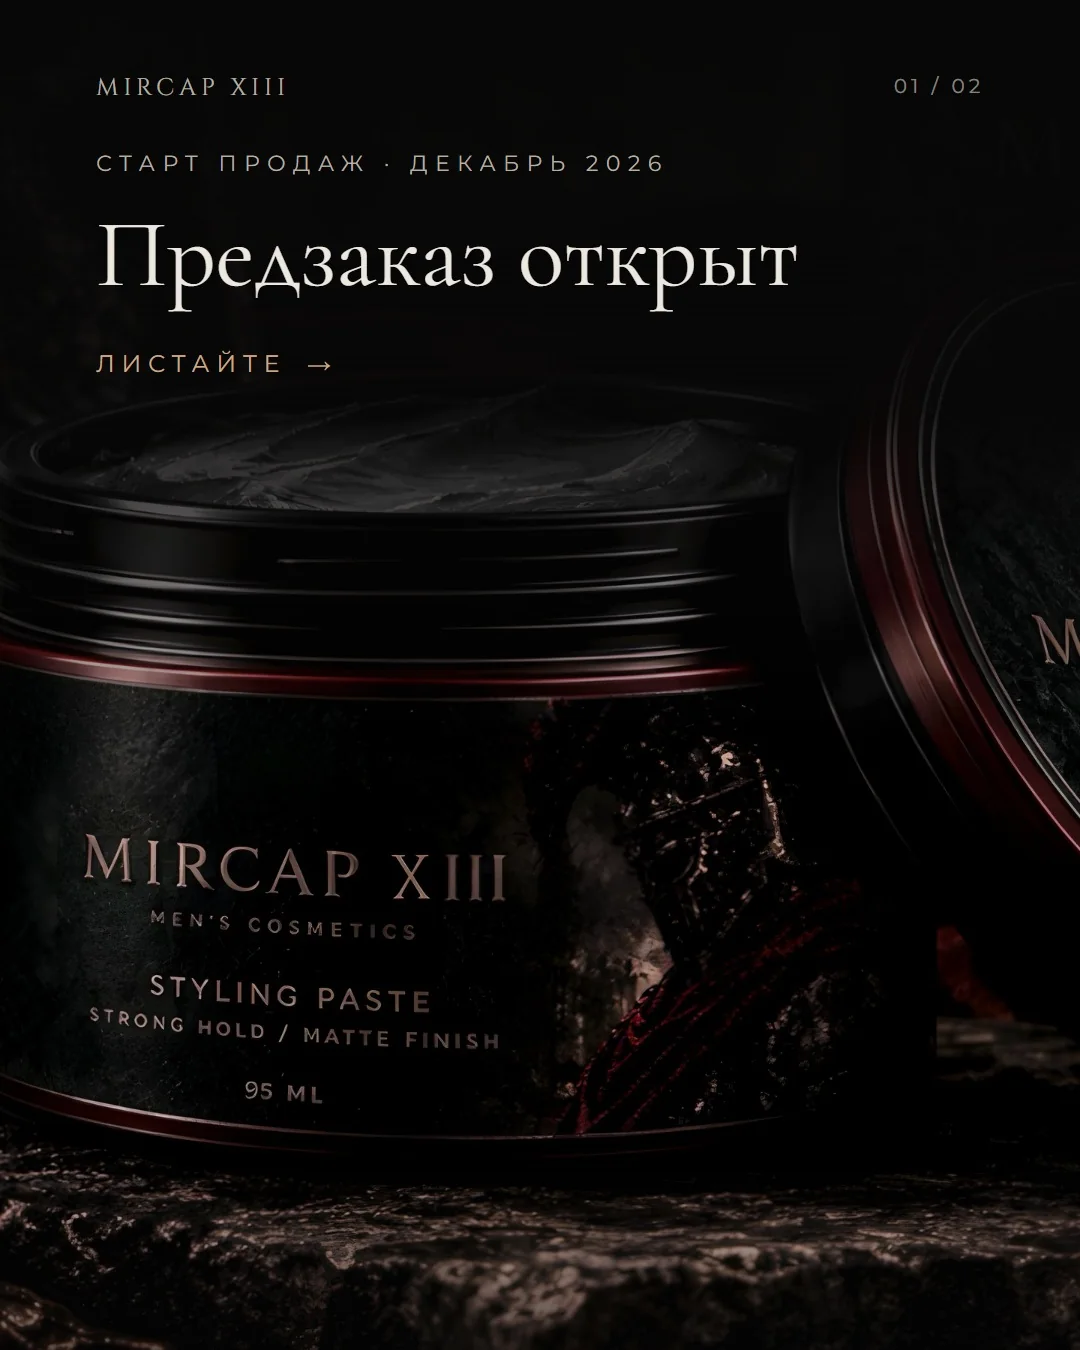 MIRCAP XIII
01 / 02
СТАРТ ПРОДАЖ · ДЕКАБРЬ 2026
Предзаказ открыт
ЛИСТАЙТЕ →
M
MIRCAP XIII
MEN'S COSMETICS
STYLING PASTE
STRONG HOLD / MATTE FINISH
95 ML